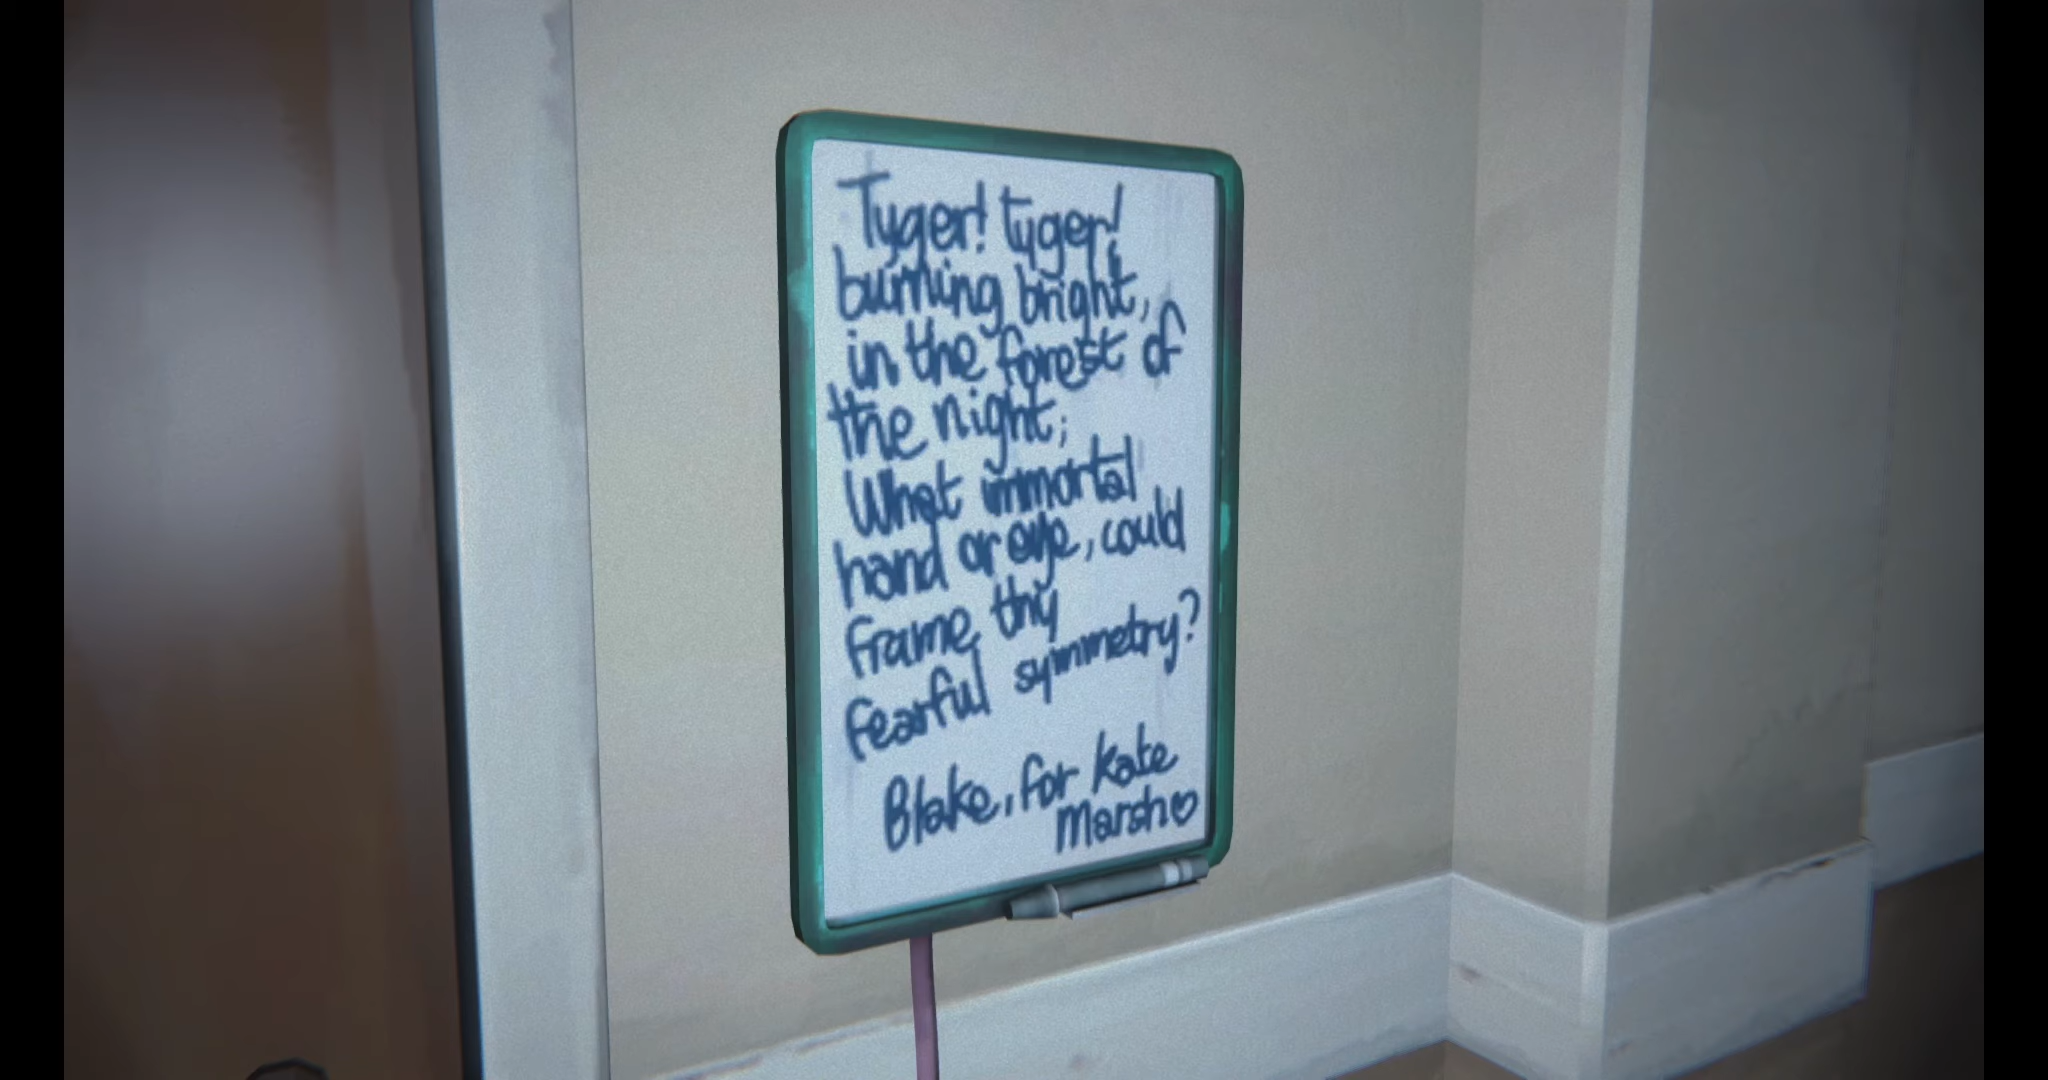 Tyger! tyger!
burning bright,
in the forest of
the night;
What immortal
hand or eye, could
frame thy
fearful symmetry?
Blake, for Kate
Marsh♡